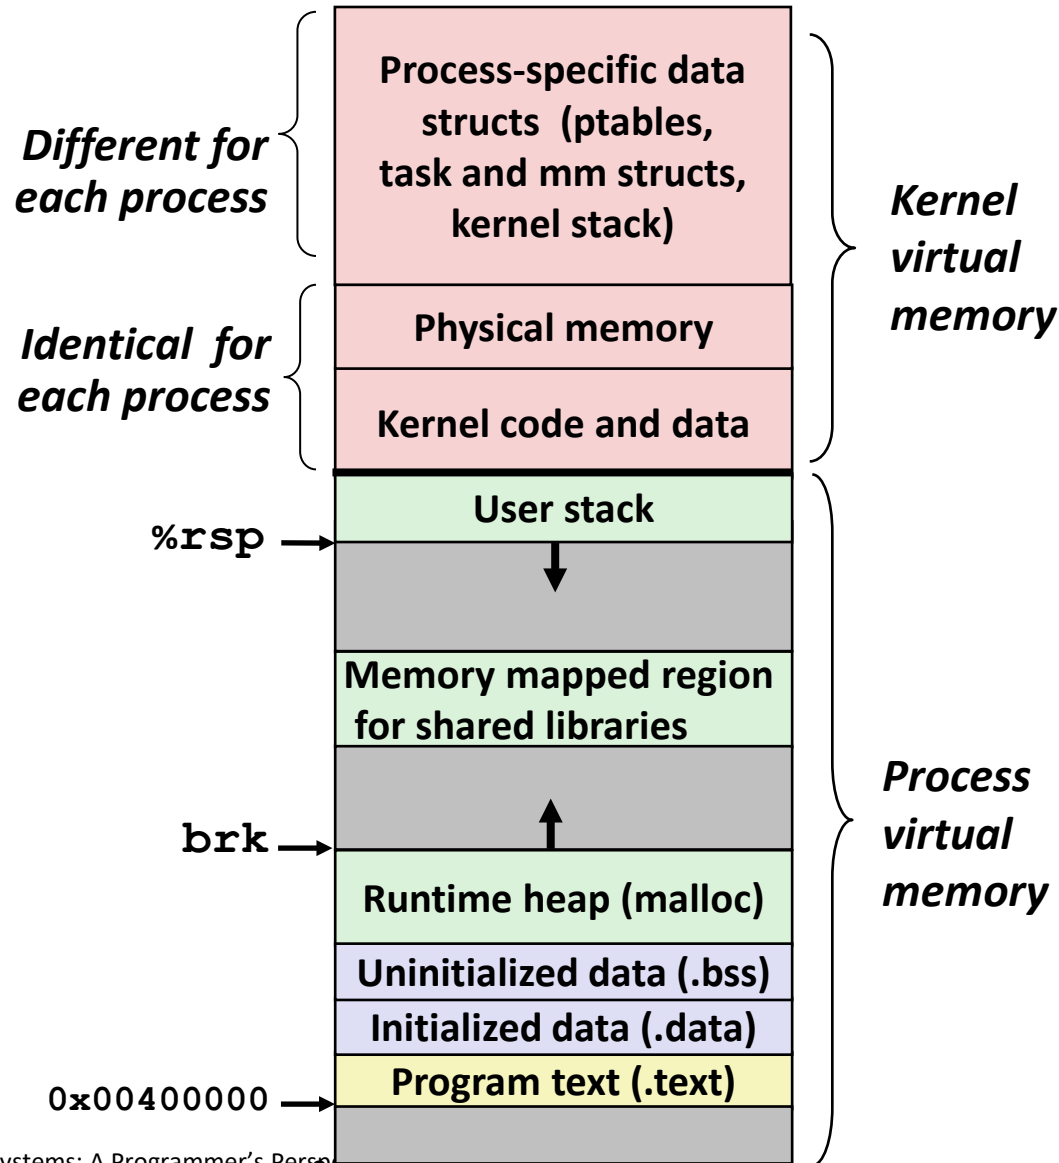 Process-specific data
structs (ptables,
task and mm structs,
kernel stack)
Different for
each process
Kernel
virtual
memory
Physical memory
Identical for
each process
Kernel code and data
User stack
%rsp
Memory mapped region
for shared libraries
Process
virtual
memory
brk
Runtime heap (malloc)
Uninitialized data (.bss)
Initialized data (.data)
Program text (.text)
0x00400000
A Programmer's